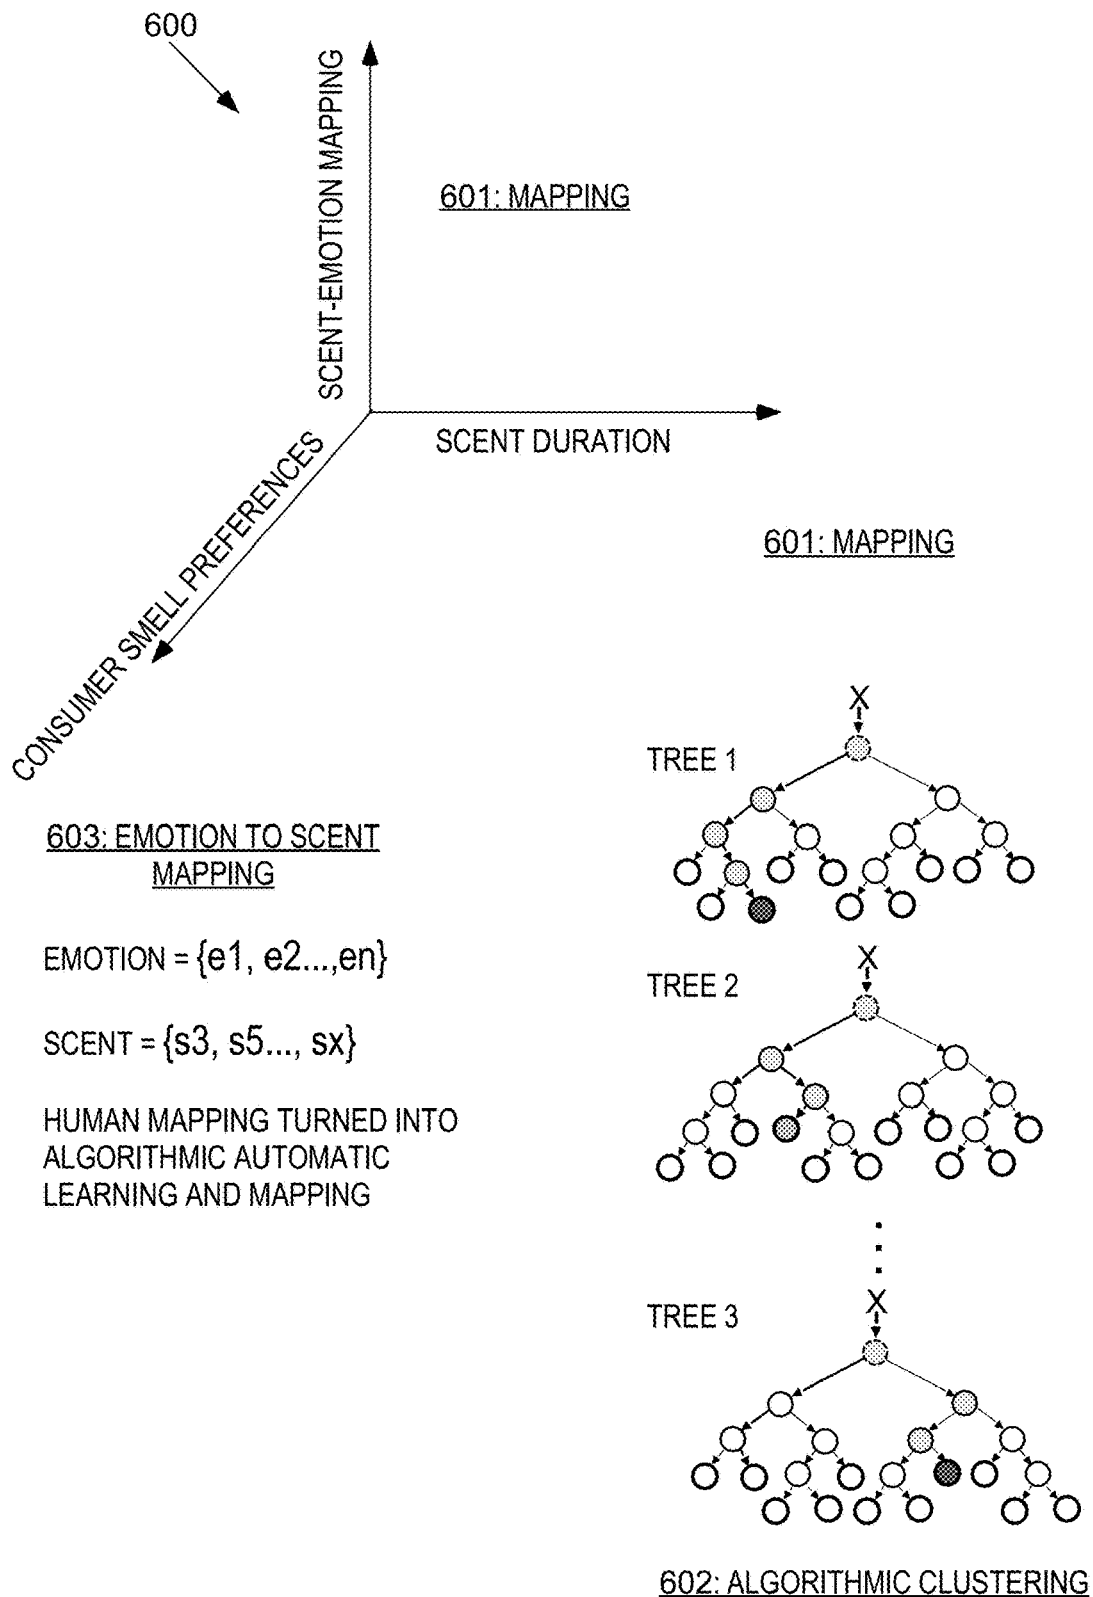 600
SCENT-EMOTION MAPPING
601: MAPPING
SCENT DURATION
CONSUMER SMELL PREFERENCES
601: MAPPING
X
TREE 1
603: EMOTION TO SCENT
MAPPING
EMOTION = {e1, e2...,en}
SCENT = {s3, s5..., sx}
HUMAN MAPPING TURNED INTO
ALGORITHMIC AUTOMATIC
LEARNING AND MAPPING
X
TREE 2
X
TREE 3
602: ALGORITHMIC CLUSTERING